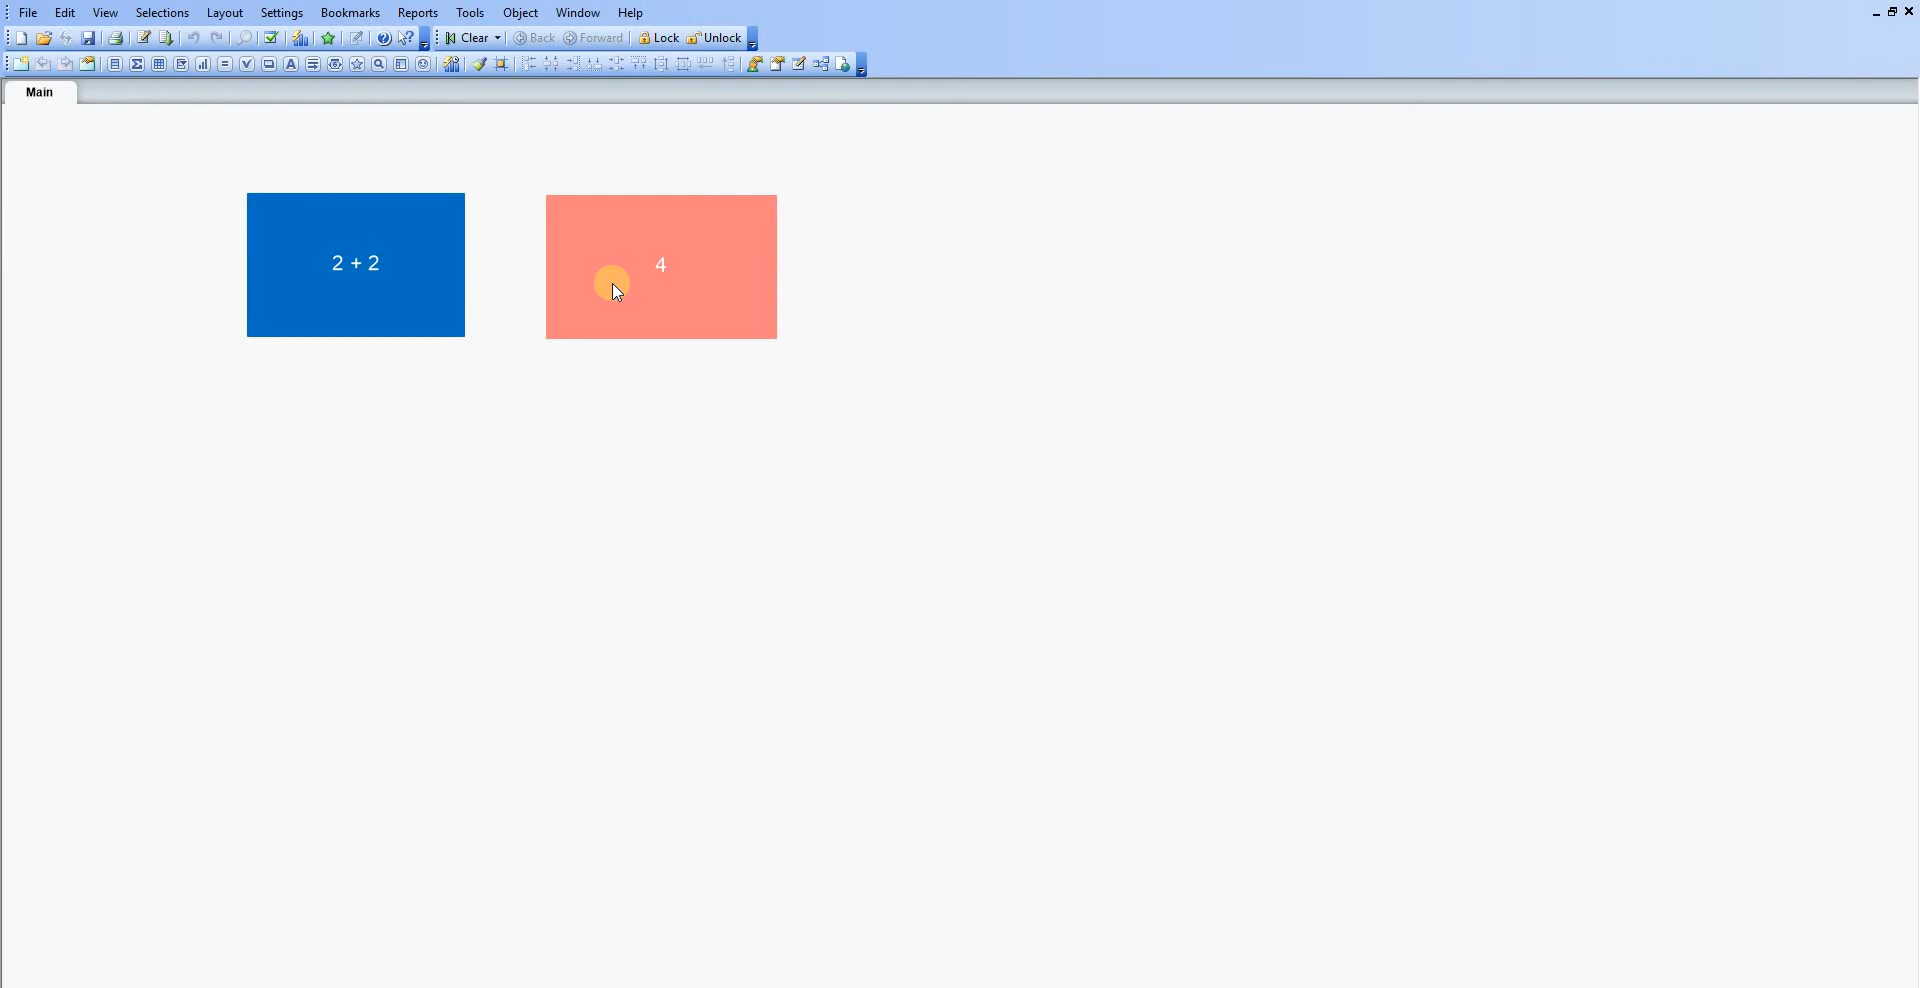 File Edit View Selections Layout Settings Bookmarks Reports Tools Object Window Help
Clear Back Forward Lock Unlock
Main
2 + 2
4